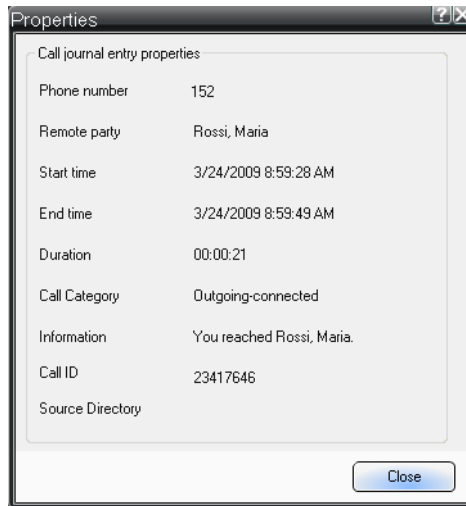 Properties
Call journal entry properties
Phone number 152
Remote party Rossi, Maria
Start time 3/24/2009 8:59:28 AM
End time 3/24/2009 8:59:49 AM
Duration 00:00:21
Call Category Outgoing-connected
Information You reached Rossi, Maria.
Call ID 23417646
Source Directory
Close